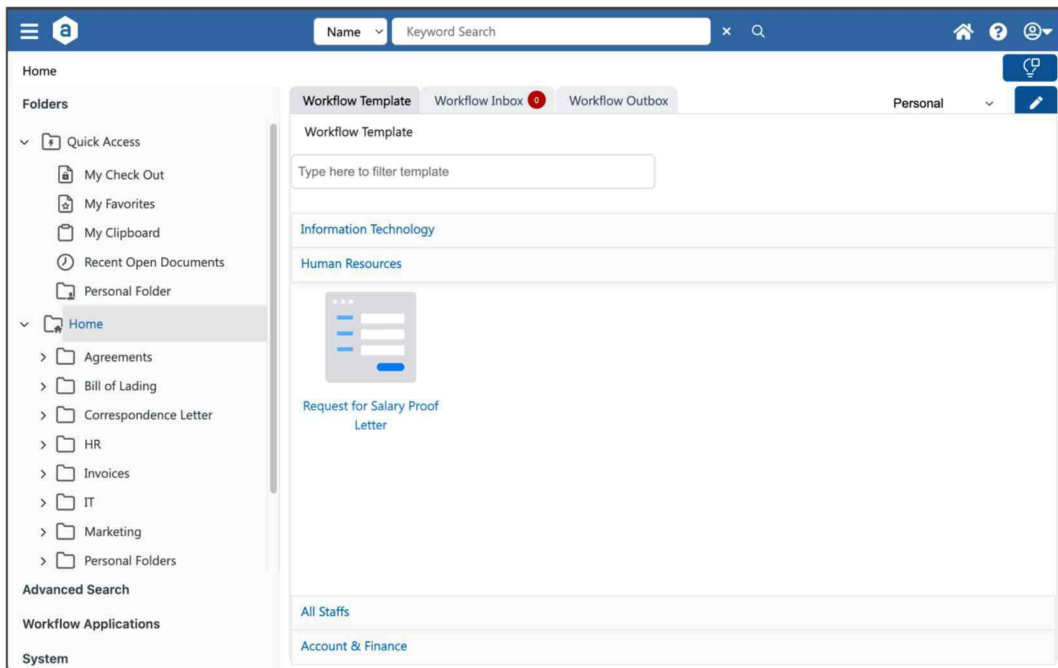 a
Name
Keyword Search
Home
Folders
Quick Access
My Check Out
My Favorites
My Clipboard
Recent Open Documents
Personal Folder
Home
Agreements
Bill of Lading
Correspondence Letter
HR
Invoices
IT
Marketing
Personal Folders
Advanced Search
Workflow Applications
System
Workflow Template
Workflow Inbox 0
Workflow Outbox
Personal
Workflow Template
Type here to filter template
Information Technology
Human Resources
Request for Salary Proof
Letter
All Staffs
Account & Finance